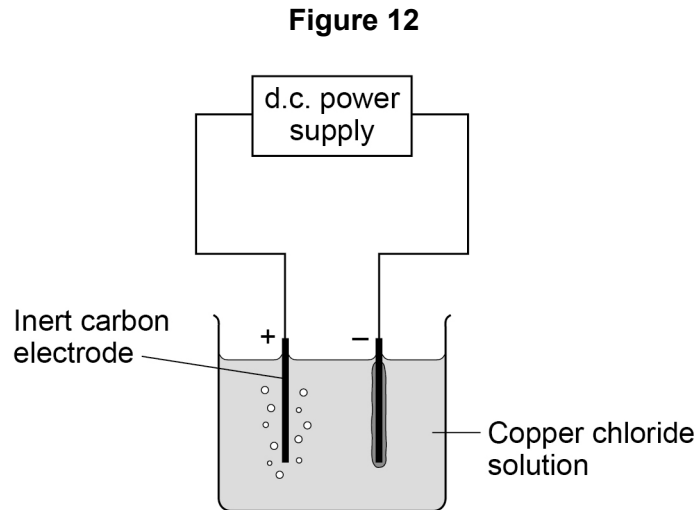 Figure 12
d.c. power
supply
Inert carbon
electrode
+
–
Copper chloride
solution